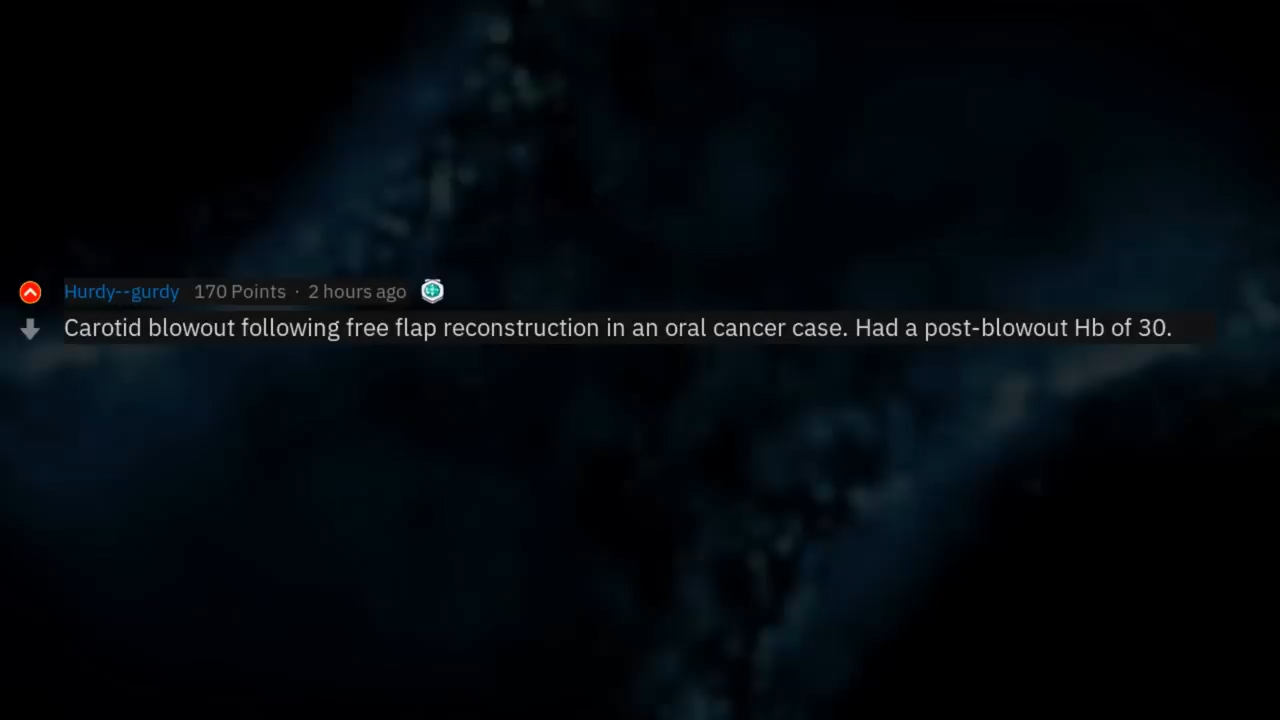 Hurdy--gurdy 170 Points · 2 hours ago
Carotid blowout following free flap reconstruction in an oral cancer case. Had a post-blowout Hb of 30.